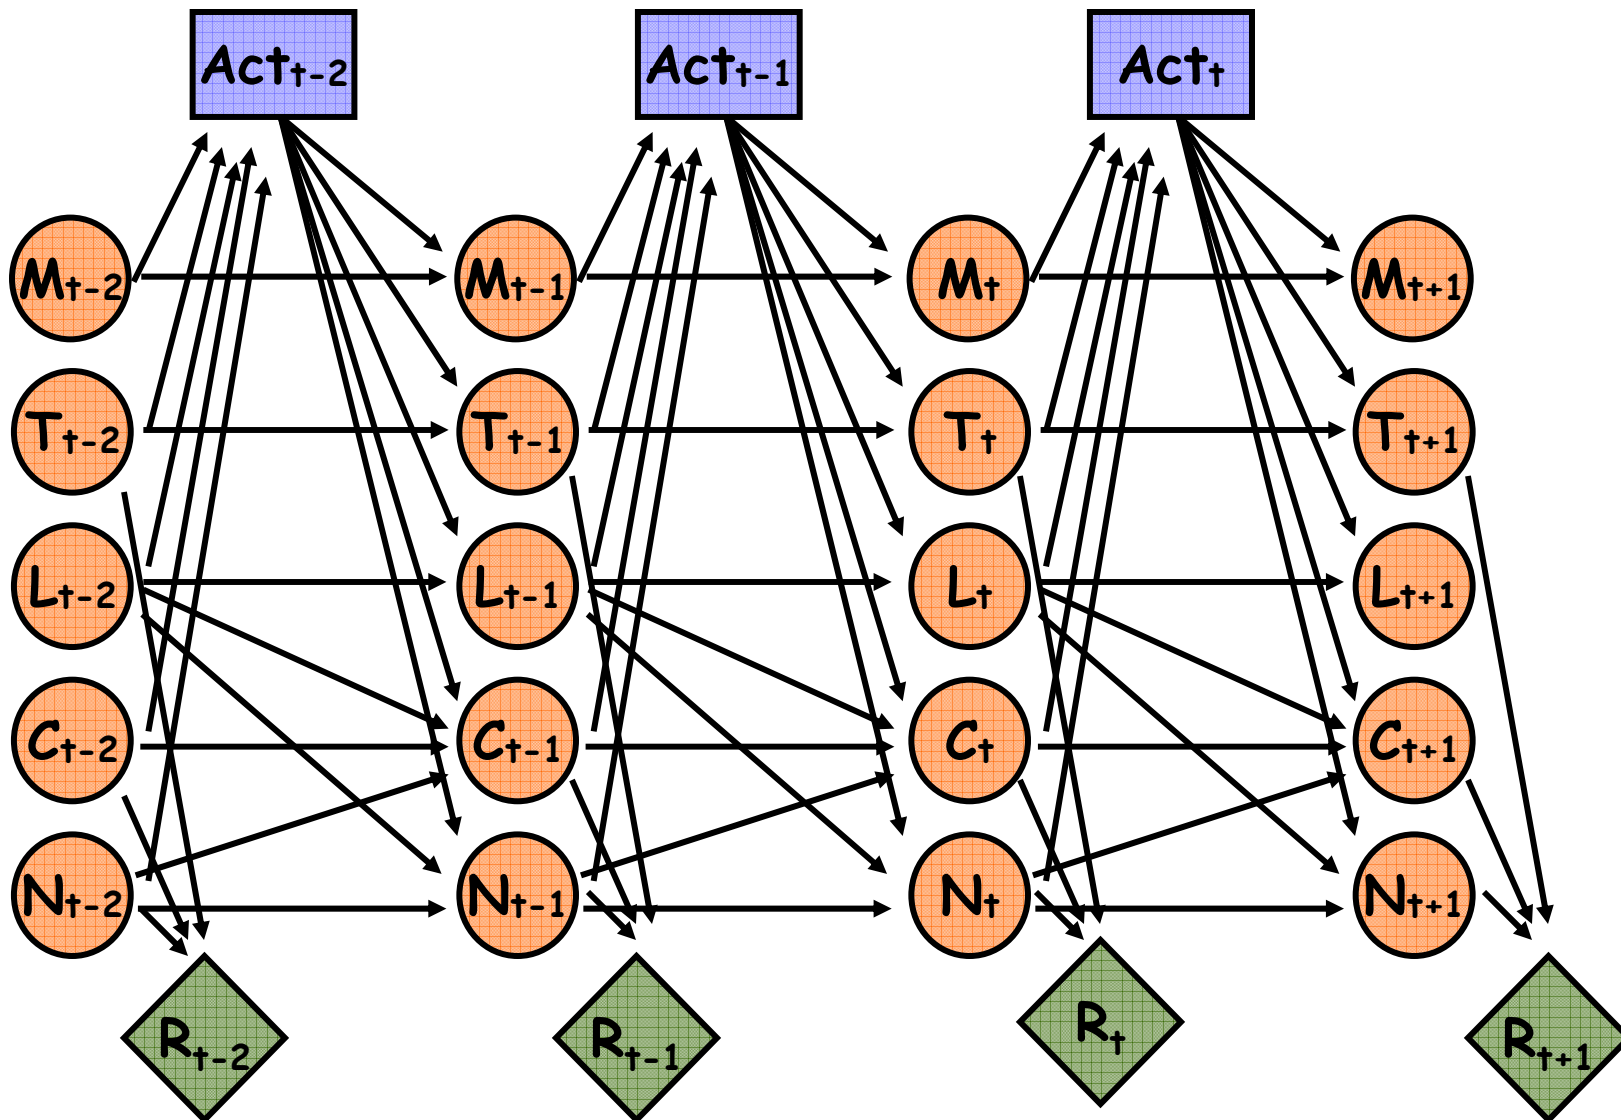 Act t-2 Act t-1 Act t
M t-2 M t-1 M t M t+1
T t-2 T t-1 T t T t+1
L t-2 L t-1 L t L t+1
C t-2 C t-1 C t C t+1
N t-2 N t-1 N t N t+1
R t-2 R t-1 R t R t+1